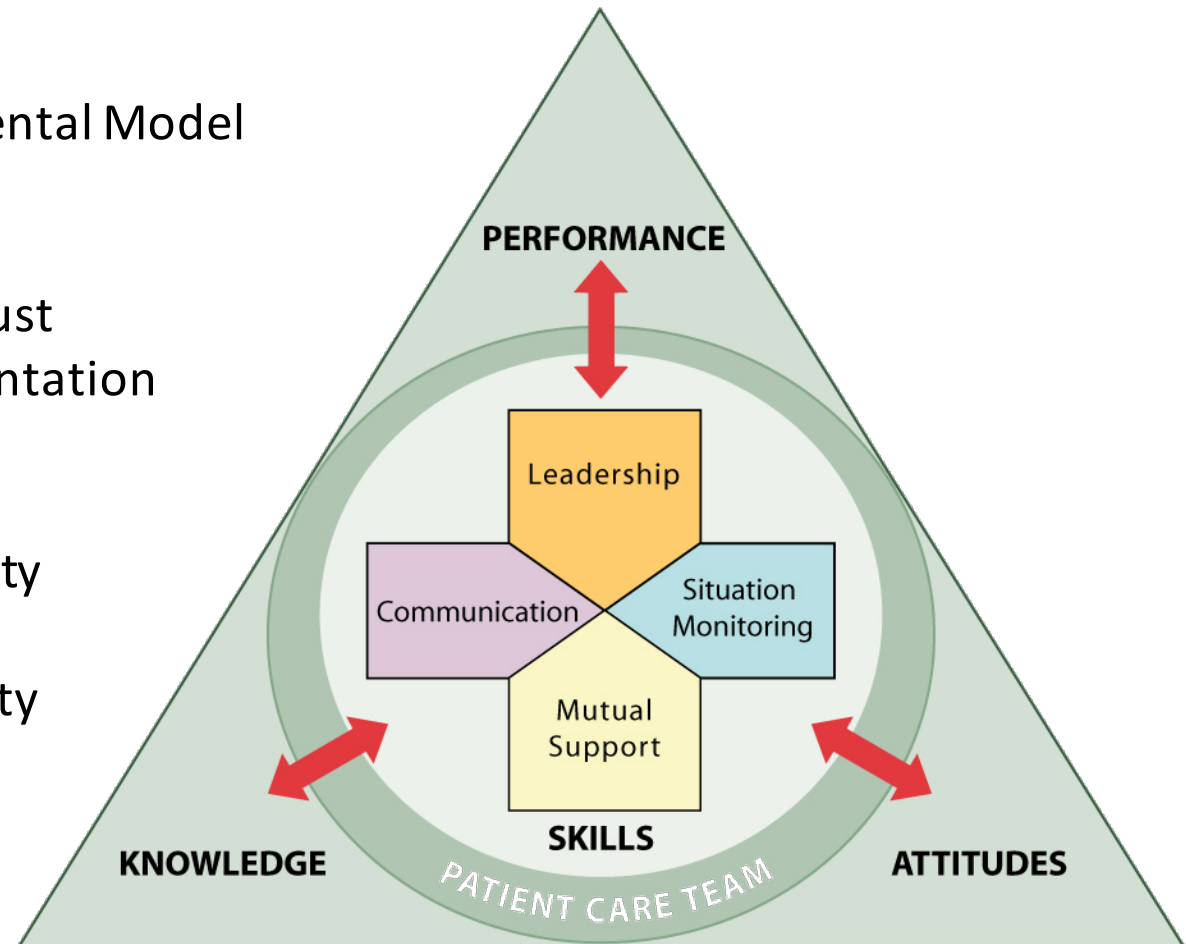 ental Model
ust
ntation
ty
ty
PERFORMANCE
Leadership
Communication
Situation
Monitoring
Mutual
Support
SKILLS
KNOWLEDGE
ATTITUDES
PATIENT CARE TEAM